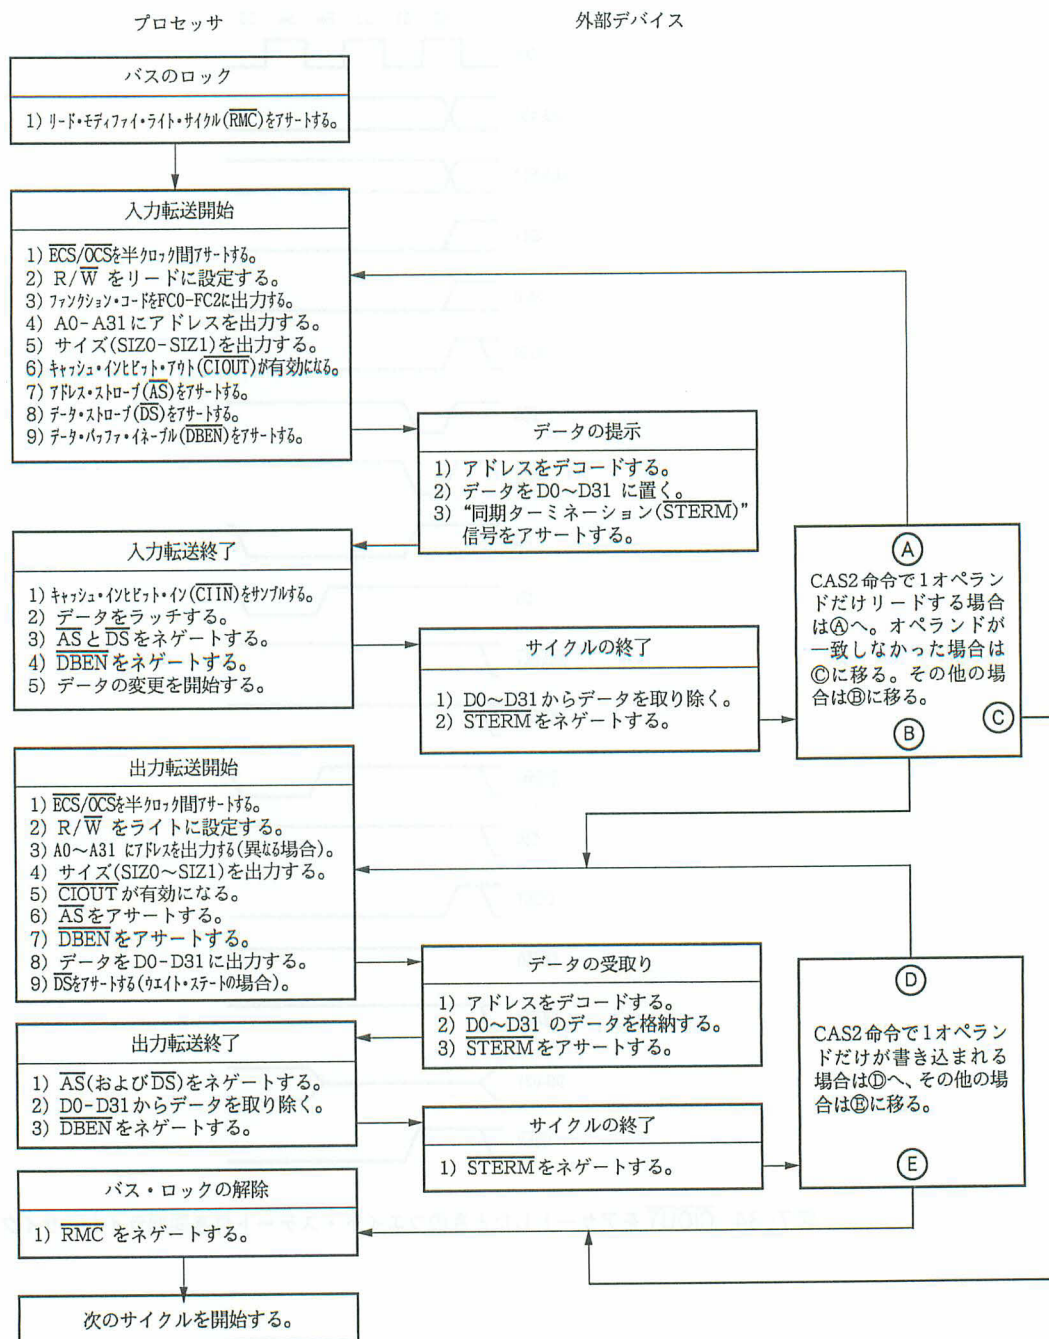 プロセッサ
外部デバイス
バスのロック
1) リード・モディファイ・ライト・サイクル(RMC)をアサートする。
入力転送開始
1) ECS/OCSを半クロック間アサートする。
2) R/W をリードに設定する。
3) ファンクション・コードをFC0-FC2に出力する。
4) A0-A31にアドレスを出力する。
5) サイズ(SIZ0-SIZ1)を出力する。
6) キャッシュ・インヒビット・アウト(CIOUT)が有効になる。
7) アドレス・ストローブ(AS)をアサートする。
8) データ・ストローブ(DS)をアサートする。
9) データ・バッファ・イネーブル(DBEN)をアサートする。
データの提示
1) アドレスをデコードする。
2) データをD0～D31 に置く。
3) “同期ターミネーション(STERM)”
信号をアサートする。
入力転送終了
1) キャッシュ・インヒビット・イン(CIIN)をサンプルする。
2) データをラッチする。
3) ASとDSをネゲートする。
4) DBENをネゲートする。
5) データの変更を開始する。
サイクルの終了
1) D0～D31からデータを取り除く。
2) STERMをネゲートする。
Ⓐ
CAS2命令で1オペラン
ドだけリードする場合
はⒶへ。オペランドが
一致しなかった場合は
Ⓒに移る。その他の場
合はⒷに移る。
Ⓒ
Ⓑ
出力転送開始
1) ECS/OCSを半クロック間アサートする。
2) R/W をライトに設定する。
3) A0～A31 にアドレスを出力する(異なる場合)。
4) サイズ(SIZ0～SIZ1)を出力する。
5) CIOUTが有効になる。
6) ASをアサートする。
7) DBENをアサートする。
8) データをD0-D31に出力する。
9) DSをアサートする(ウエイト・ステートの場合)。
データの受取り
1) アドレスをデコードする。
2) D0～D31 のデータを格納する。
3) STERMをアサートする。
出力転送終了
1) AS(およびDS)をネゲートする。
2) D0-D31からデータを取り除く。
3) DBENをネゲートする。
サイクルの終了
1) STERMをネゲートする。
Ⓓ
CAS2命令で1オペラン
ドだけが書き込まれる
場合はⒹへ、その他の場
合はⒺに移る。
Ⓔ
バス・ロックの解除
1) RMC をネゲートする。
次のサイクルを開始する。